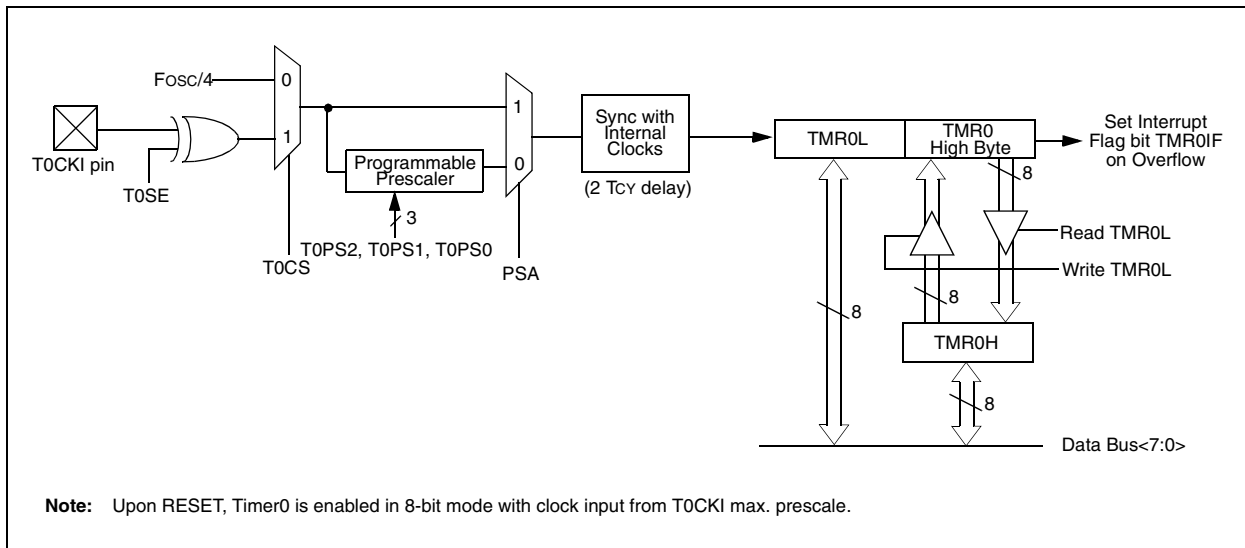 FOSC/4
0
1
T0CKI pin
T0SE
T0CS
Programmable
Prescaler
3
T0PS2, T0PS1, T0PS0
1
0
PSA
Sync with
Internal
Clocks
(2 TCY delay)
TMR0L
TMR0
High Byte
Set Interrupt
Flag bit TMR0IF
on Overflow
8
Read TMR0L
Write TMR0L
8
8
TMR0H
8
Data Bus<7:0>
Note: Upon RESET, Timer0 is enabled in 8-bit mode with clock input from T0CKI max. prescale.